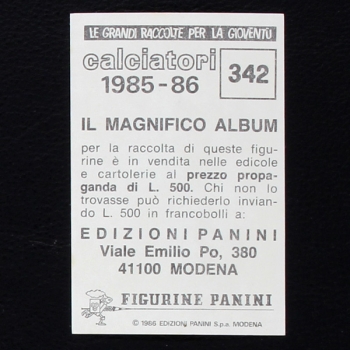 LE GRANDI RACCOLTE PER LA GIOVENTÙ
calciatori
1985-86
342
IL MAGNIFICO ALBUM
per la raccolta di queste figu-
rine è in vendita nelle edicole
e cartolerie al prezzo propa-
ganda di L. 500. Chi non lo
trovasse può richiederlo invian-
do L. 500 in francobolli a:
EDIZIONI PANINI
Viale Emilio Po, 380
41100 MODENA
FIGURINE PANINI
© 1986 EDIZIONI PANINI S.p.a. MODENA